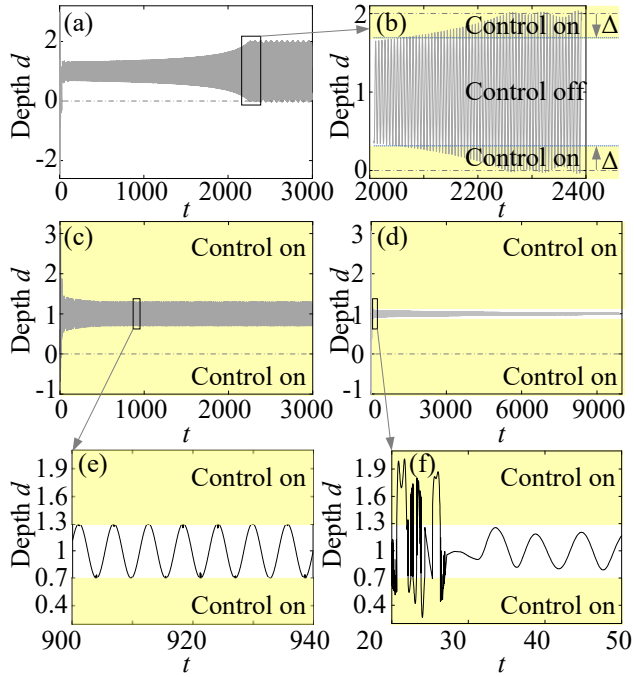 (a)
Depth d
2
0
-2
0
1000
2000
3000
t
(b)
Control on
Δ
Control off
Control on
Δ
Depth d
2
1
0
2000
2200
2400
t
(c)
Control on
Control on
Depth d
3
2
1
0
-1
0
1000
2000
3000
t
(d)
Control on
Control on
Depth d
3
2
1
0
-1
0
3000
6000
9000
t
(e)
Control on
Control on
Depth d
1.9
1.6
1.3
1
0.7
0.4
900
920
940
t
(f)
Control on
Control on
Depth d
1.9
1.6
1.3
1
0.7
0.4
20
30
40
50
t